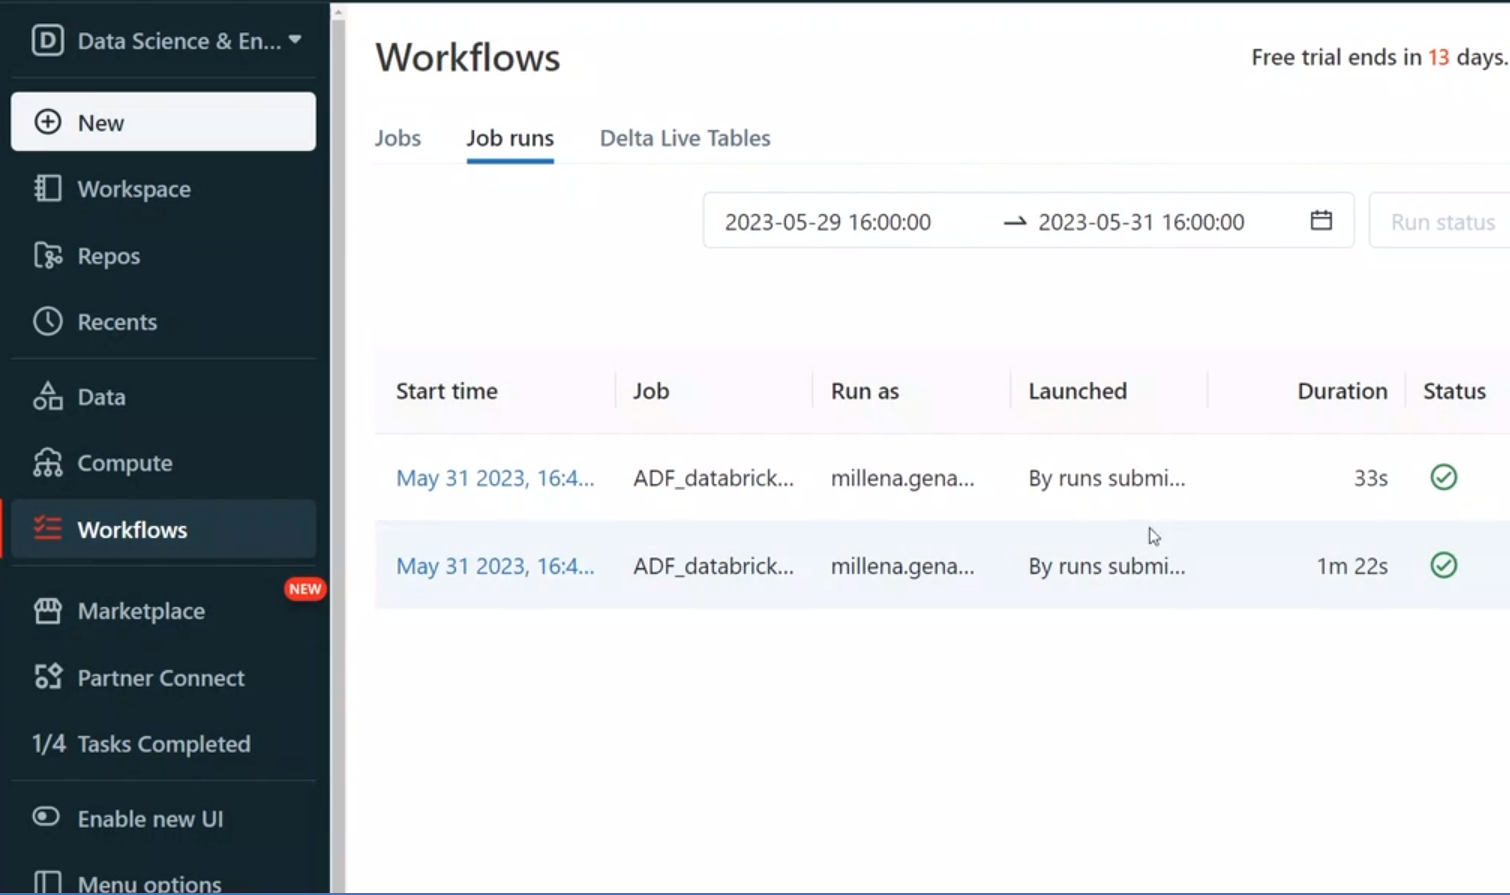 Data Science & En...
New
Workspace
Repos
Recents
Data
Compute
Workflows
NEW
Marketplace
Partner Connect
1/4 Tasks Completed
Enable new UI
Menu options
Workflows
Free trial ends in 13 days.
Jobs Job runs Delta Live Tables
2023-05-29 16:00:00 → 2023-05-31 16:00:00 Run status
Start time Job Run as Launched Duration Status
May 31 2023, 16:4... ADF_databrick... millena.gena... By runs submi... 33s
May 31 2023, 16:4... ADF_databrick... millena.gena... By runs submi... 1m 22s